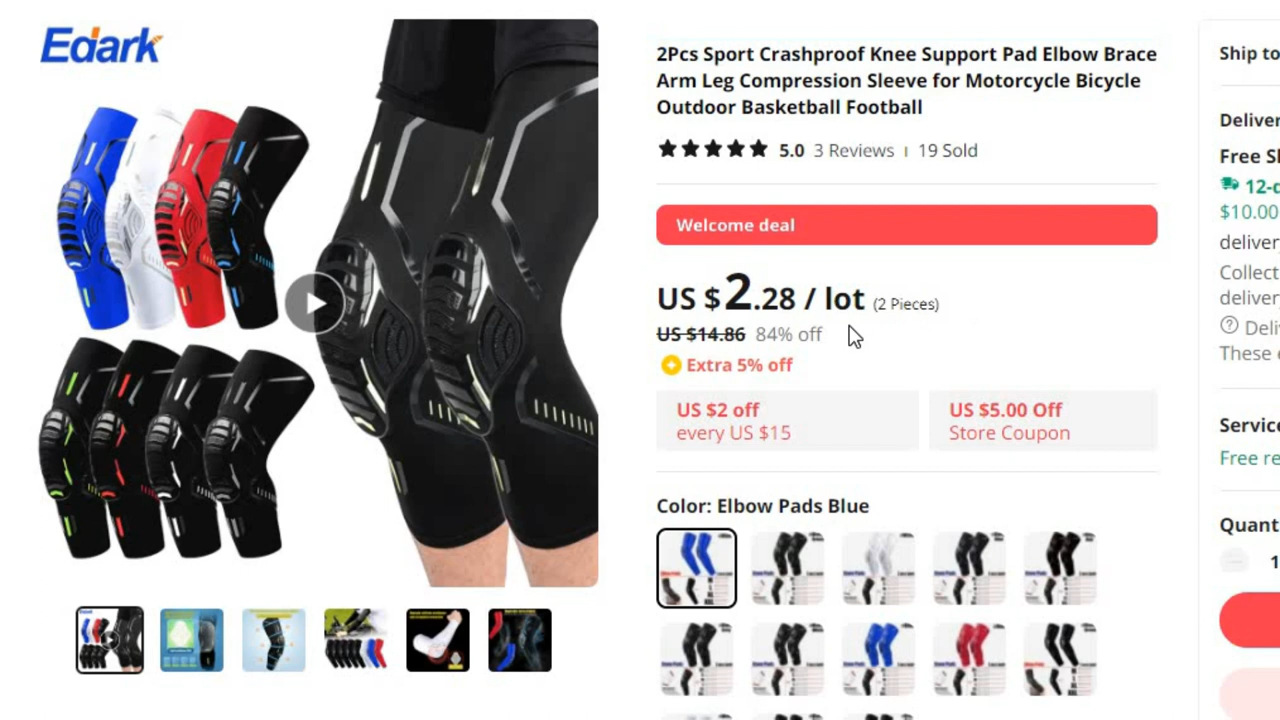 Edark
2Pcs Sport Crashproof Knee Support Pad Elbow Brace
Arm Leg Compression Sleeve for Motorcycle Bicycle
Outdoor Basketball Football
5.0 3 Reviews 19 Sold
Welcome deal
US $2.28 / lot (2 Pieces)
US $14.86 84% off
Extra 5% off
US $2 off
every US $15
US $5.00 Off
Store Coupon
Color: Elbow Pads Blue
Ship to
Deliver
Free S
12-d
$10.00
deliver
Collect
deliver
Deli
These
Service
Free re
Quant
1